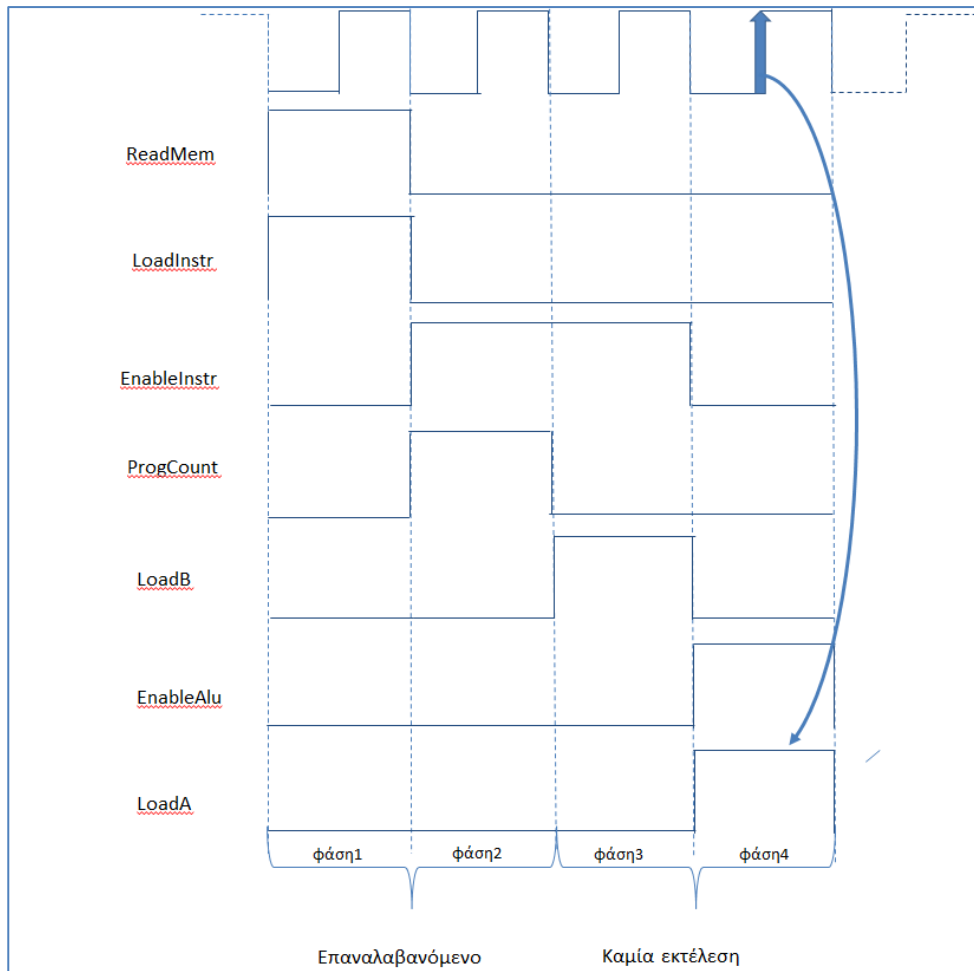 ReadMem
LoadInstr
EnableInstr
ProgCount
LoadB
EnableAlu
LoadA
φάση1 φάση2 φάση3 φάση4
Επαναλαβανόμενο Καμία εκτέλεση